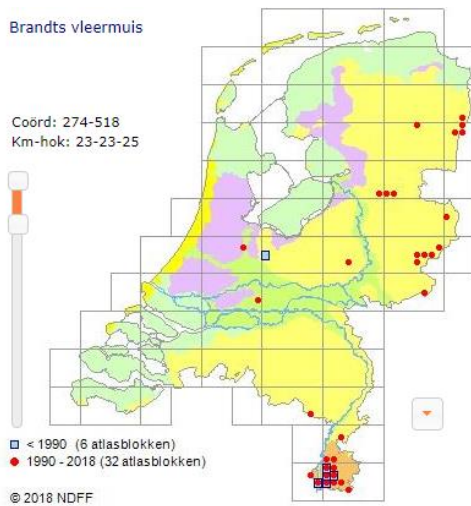 Brandts vleermuis
Coörd: 274-518
Km-hok: 23-23-25
< 1990 (6 atlasblokken)
1990 - 2018 (32 atlasblokken)
© 2018 NDFF